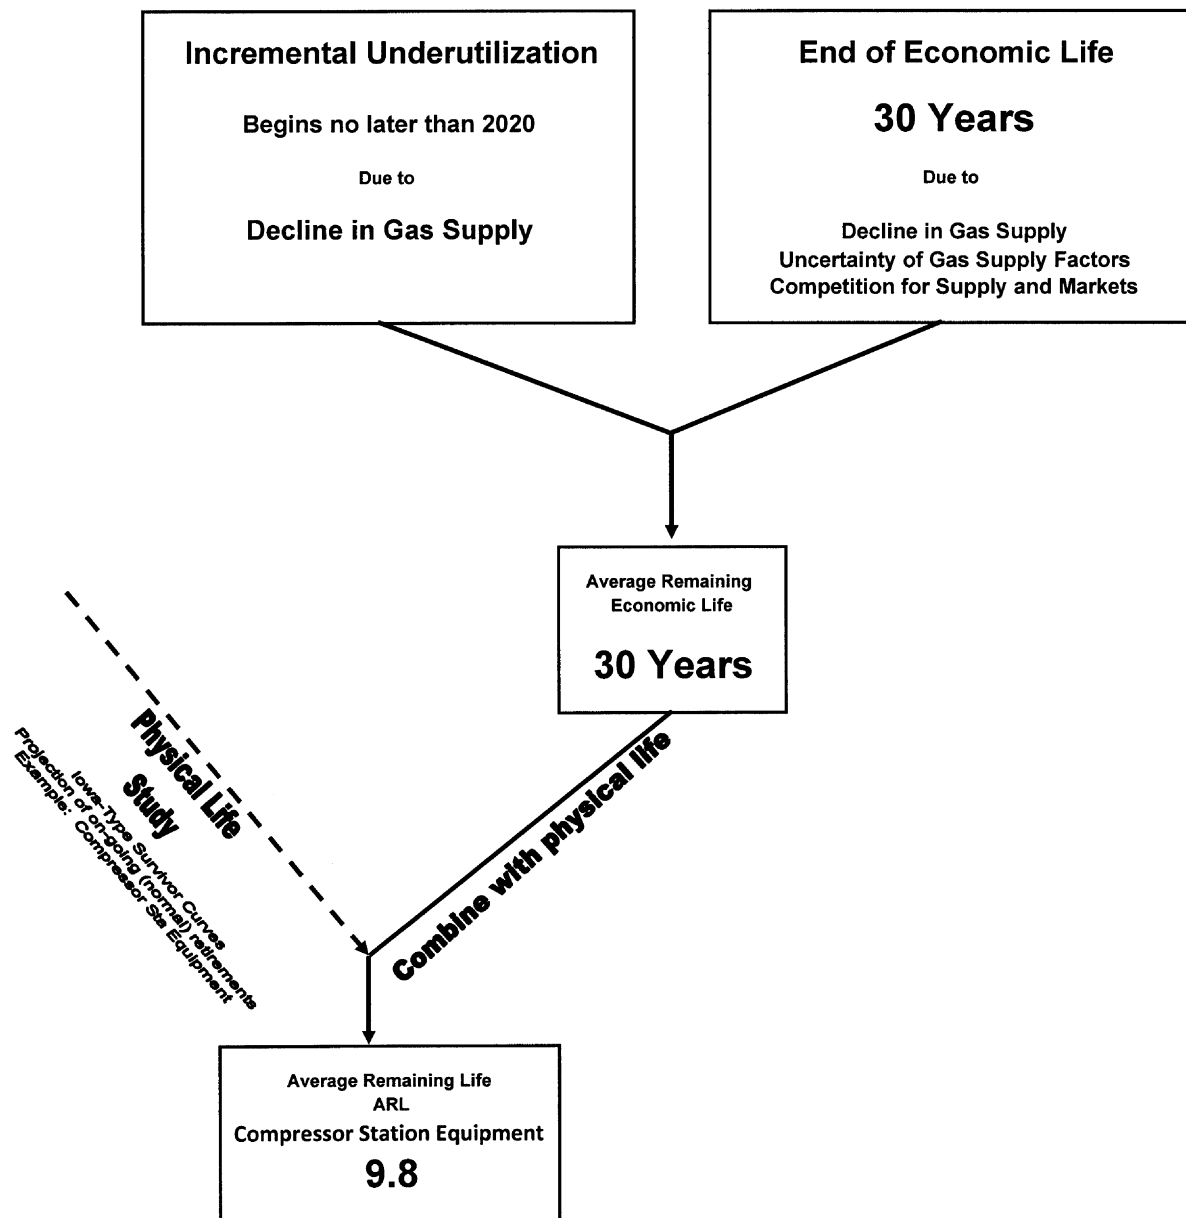 Incremental Underutilization
Begins no later than 2020
Due to
Decline in Gas Supply
End of Economic Life
30 Years
Due to
Decline in Gas Supply
Uncertainty of Gas Supply Factors
Competition for Supply and Markets
Average Remaining
Economic Life
30 Years
Physical Life
Study
Iowa-Type Survivor Curves
Projection of on-going (normal) retirements
Example: Compressor Sta Equipment
Combine with physical life
Average Remaining Life
ARL
Compressor Station Equipment
9.8